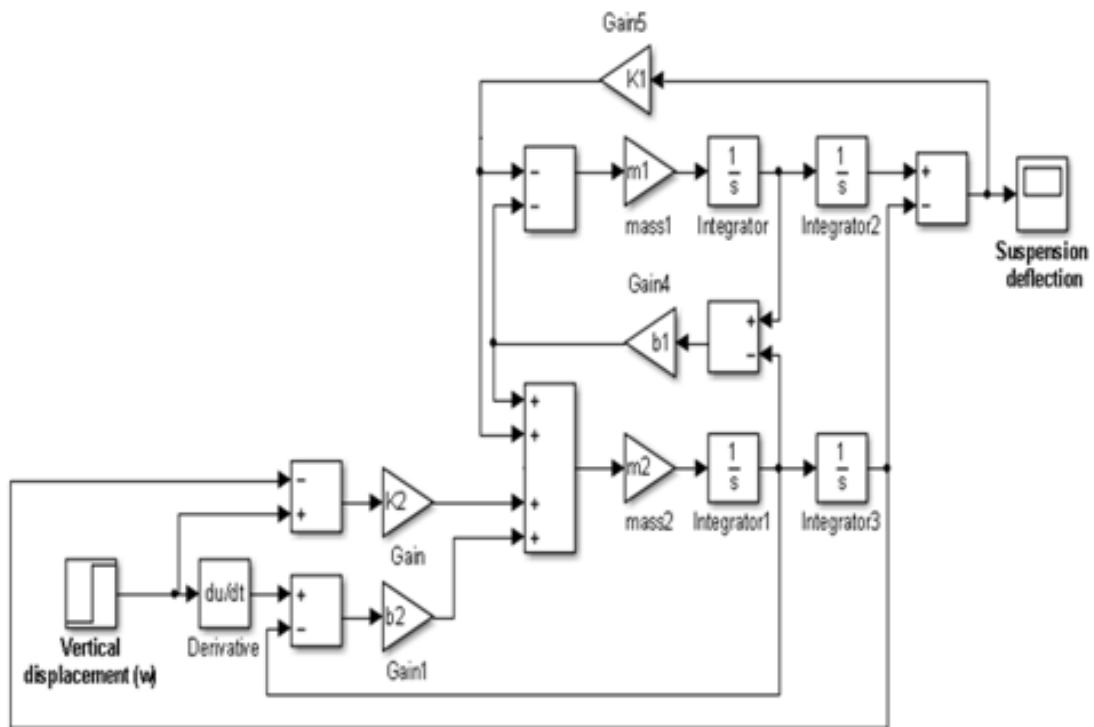 Gain5
K1
-
-
m1
mass1
1
s
Integrator
1
s
Integrator2
+
-
Suspension
deflection
Gain4
b1
+
-
+
+
+
+
m2
mass2
1
s
Integrator1
1
s
Integrator3
-
+
K2
Gain
Vertical
displacement (w)
du/dt
Derivative
+
-
b2
Gain1